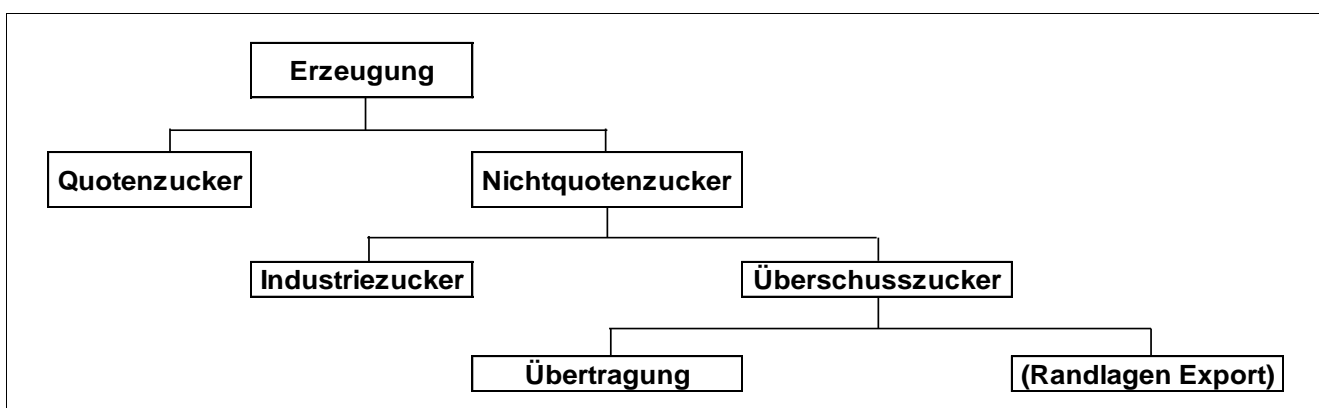 Erzeugung
Quotenzucker
Nichtquotenzucker
Industriezucker
Überschusszucker
Übertragung
(Randlagen Export)